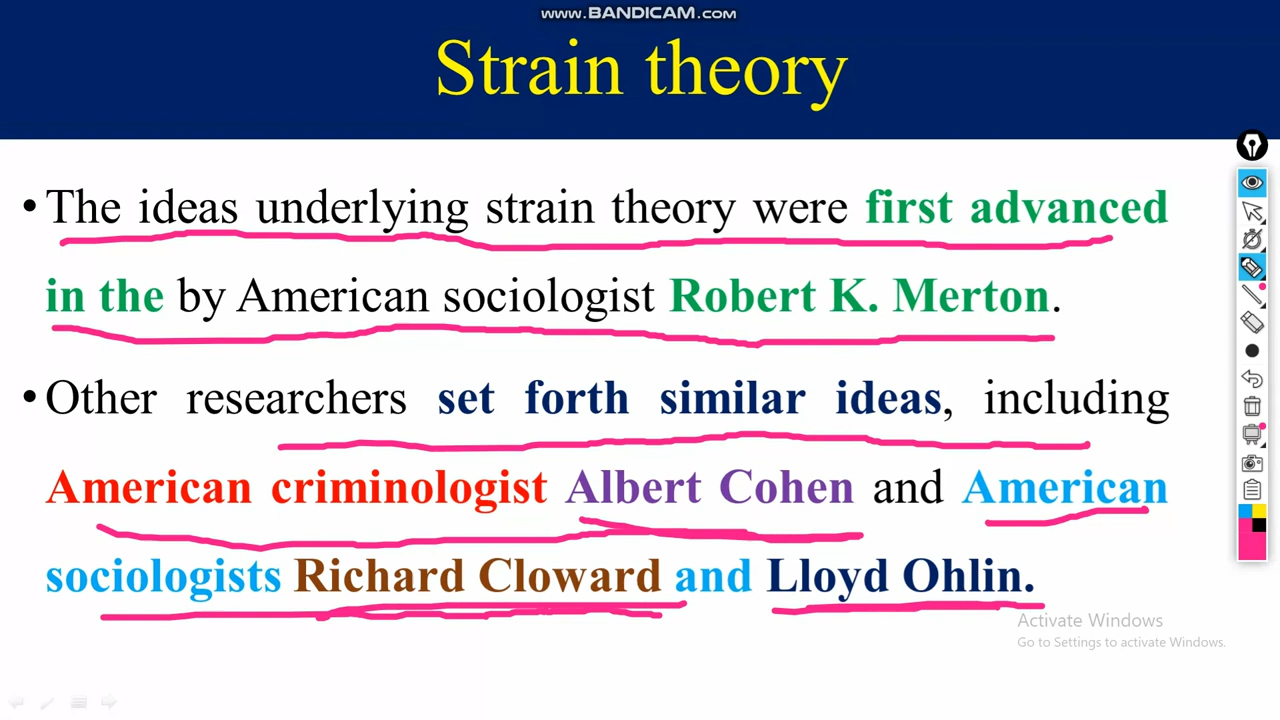 www.BANDICAM.com
Strain theory
• The ideas underlying strain theory were first advanced
in the by American sociologist Robert K. Merton.
• Other researchers set forth similar ideas, including
American criminologist Albert Cohen and American
sociologists Richard Cloward and Lloyd Ohlin.
Activate Windows
Go to Settings to activate Windows.